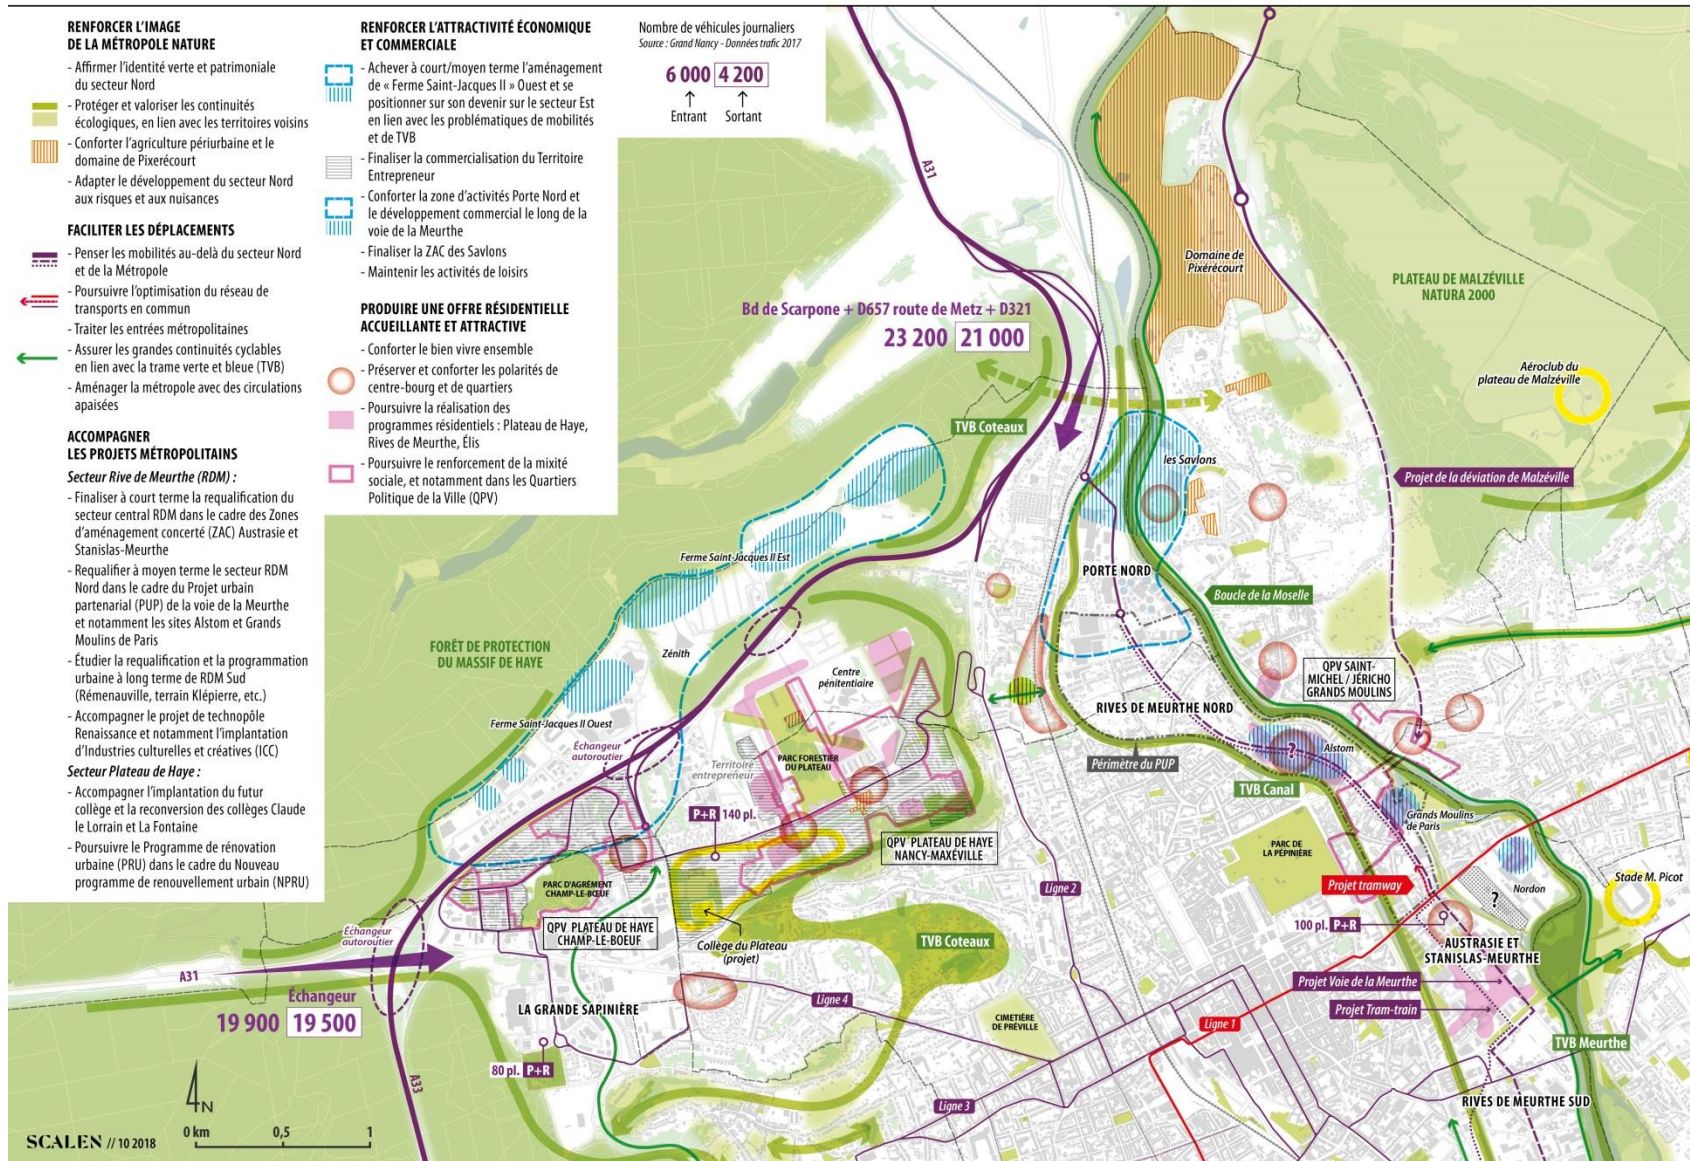 RENFORCER L'IMAGE
DE LA MÉTROPOLE NATURE
- Affirmer l'identité verte et patrimoniale
du secteur Nord
- Protéger et valoriser les continuités
écologiques, en lien avec les territoires voisins
- Conforter l'agriculture périurbaine et le
domaine de Pixerécourt
- Adapter le développement du secteur Nord
aux risques et aux nuisances
FACILITER LES DÉPLACEMENTS
- Penser les mobilités au-delà du secteur Nord
et de la Métropole
- Poursuivre l'optimisation du réseau de
transports en commun
- Traiter les entrées métropolitaines
- Assurer les grandes continuités cyclables
en lien avec la trame verte et bleue (TVB)
- Aménager la métropole avec des circulations
apaisées
ACCOMPAGNER
LES PROJETS MÉTROPOLITAINS
Secteur Rive de Meurthe (RDM) :
- Finaliser à court terme la requalification du
secteur central RDM dans le cadre des Zones
d'aménagement concerté (ZAC) Austrasie et
Stanislas-Meurthe
- Requalifier à moyen terme le secteur RDM
Nord dans le cadre du Projet urbain
partenarial (PUP) de la voie de la Meurthe
et notamment les sites Alstom et Grands
Moulins de Paris
- Étudier la requalification et la programmation
urbaine à long terme de RDM Sud
(Rémenauville, terrain Klépierre, etc.)
- Accompagner le projet de technopôle
Renaissance et notamment l'implantation
d'Industries culturelles et créatives (ICC)
Secteur Plateau de Haye :
- Accompagner l'implantation du futur
collège et la reconversion des collèges Claude
le Lorrain et La Fontaine
- Poursuivre le Programme de rénovation
urbaine (PRU) dans le cadre du Nouveau
programme de renouvellement urbain (NPRU)
RENFORCER L'ATTRACTIVITÉ ÉCONOMIQUE
ET COMMERCIALE
- Achever à court/moyen terme l'aménagement
de « Ferme Saint-Jacques II » Ouest et se
positionner sur son devenir sur le secteur Est
en lien avec les problématiques de mobilités
et de TVB
- Finaliser la commercialisation du Territoire
Entrepreneur
- Conforter la zone d'activités Porte Nord et
le développement commercial le long de la
voie de la Meurthe
- Finaliser la ZAC des Savlons
- Maintenir les activités de loisirs
PRODUIRE UNE OFFRE RÉSIDENTIELLE
ACCUEILLANTE ET ATTRACTIVE
- Conforter le bien vivre ensemble
- Préserver et conforter les polarités de
centre-bourg et de quartiers
- Poursuivre la réalisation des
programmes résidentiels : Plateau de Haye,
Rives de Meurthe, Élis
- Poursuivre le renforcement de la mixité
sociale, et notamment dans les Quartiers
Politique de la Ville (QPV)
Nombre de véhicules journaliers
Source : Grand Nancy - Données trafic 2017
6 000 4 200
Entrant Sortant
A31
Domaine de
Pixérécourt
PLATEAU DE MALZÉVILLE
NATURA 2000
Bd de Scarpone + D657 route de Metz + D321
23 200 21 000
Aéroclub du
plateau de Malzéville
TVB Coteaux
les Savlons
Projet de la déviation de Malzéville
Ferme Saint-Jacques II Est
PORTE NORD
Boucle de la Moselle
FORÊT DE PROTECTION
DU MASSIF DE HAYE
Zénith
Centre
pénitentiaire
QPV SAINT-
MICHEL / JÉRICHO
GRANDS MOULINS
Ferme Saint-Jacques II Ouest
RIVES DE MEURTHE NORD
Échangeur
autoroutier
Territoire
entrepreneur
PARC FORESTIER
DU PLATEAU
?
Alstom
Périmètre du PUP
TVB Canal
P+R 140 pl.
Grands Moulins
de Paris
QPV PLATEAU DE HAYE
NANCY-MAXÉVILLE
PARC DE
LA PÉPINIÈRE
PARC D'AGRÉMENT
CHAMP-LE-BŒUF
Ligne 2
Projet tramway
Nordon
?
Stade M. Picot
QPV PLATEAU DE HAYE
CHAMP-LE-BOEUF
Collège du Plateau
(projet)
TVB Coteaux
100 pl. P+R
AUSTRASIE ET
STANISLAS-MEURTHE
Échangeur
autoroutier
A31
Échangeur
19 900 19 500
LA GRANDE SAPINIÈRE
Ligne 4
CIMETIÈRE
DE PRÉVILLE
Ligne 1
Projet Voie de la Meurthe
Projet Tram-train
TVB Meurthe
80 pl. P+R
A33
Ligne 3
RIVES DE MEURTHE SUD
N
0 km 0,5 1
SCALEN // 10 2018